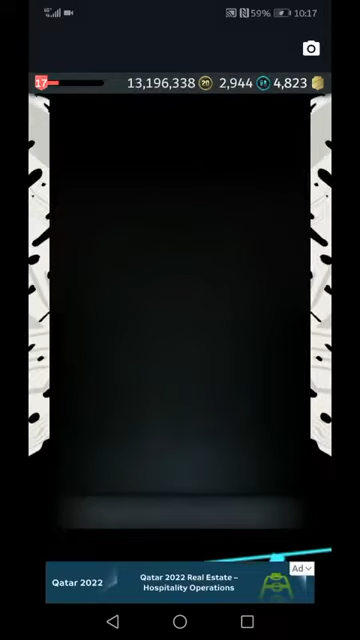 59% 10:17
17 13,196,338 20 2,944 4,823
Ad
Qatar 2022
Qatar 2022 Real Estate –
Hospitality Operations